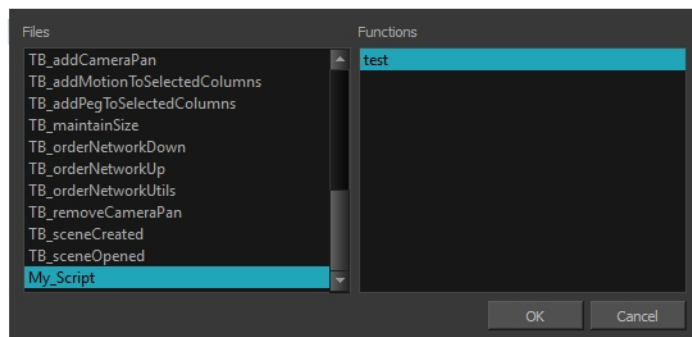 Files
TB_addCameraPan
TB_addMotionToSelectedColumns
TB_addPegToSelectedColumns
TB_maintainSize
TB_orderNetworkDown
TB_orderNetworkUp
TB_orderNetworkUtils
TB_removeCameraPan
TB_sceneCreated
TB_sceneOpened
My_Script
Functions
test
OK
Cancel